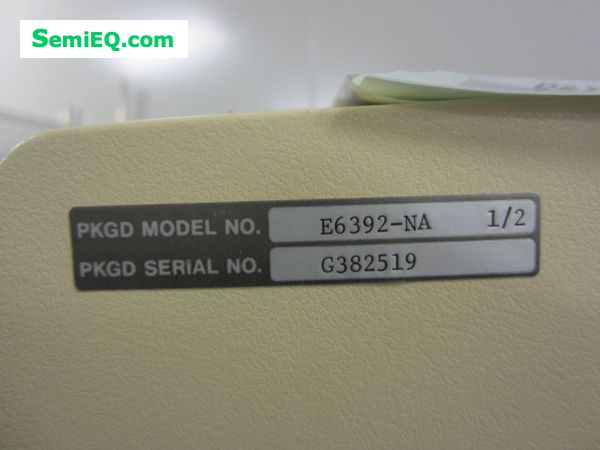 SemiEQ.com
PKGD MODEL NO. E6392-NA 1/2
PKGD SERiAL NO. G382519